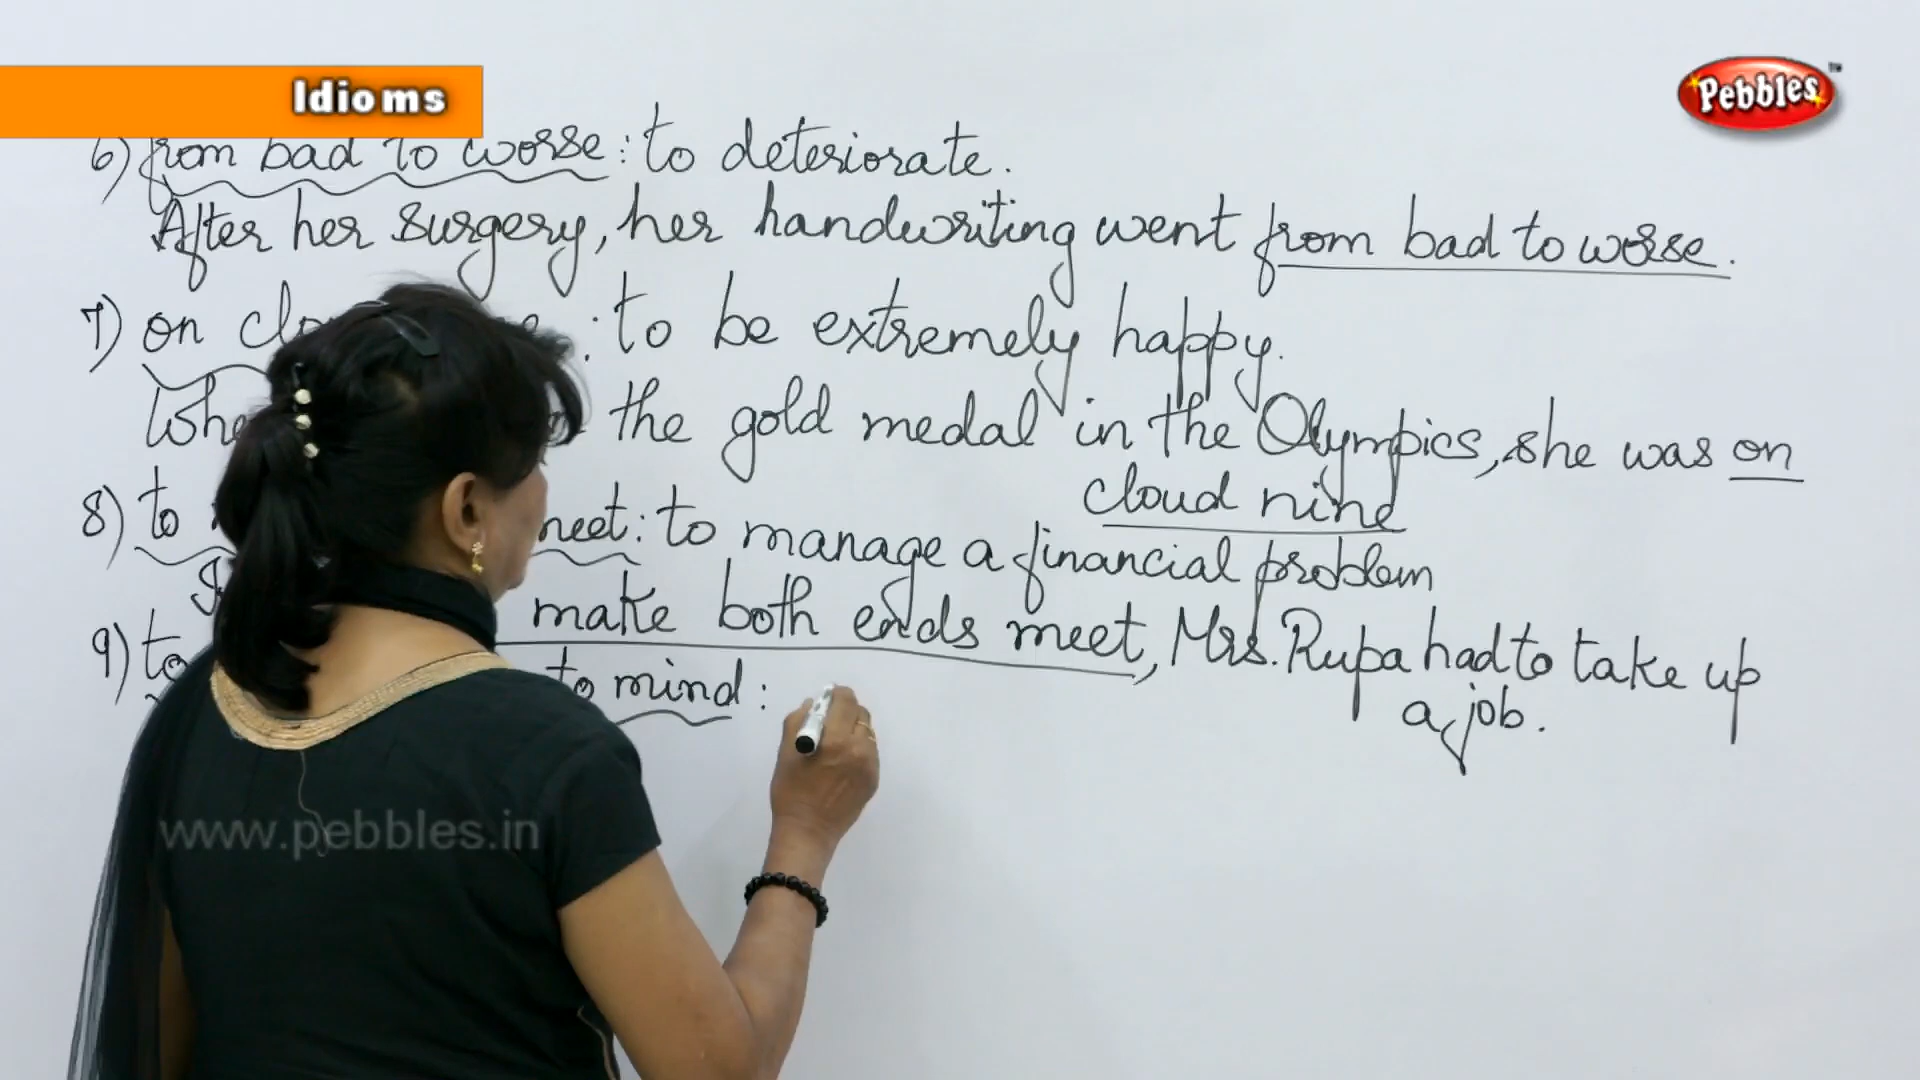 Idioms
Pebbles TM
6) from bad to worse : to deteriorate.
After her surgery, her handwriting went from bad to worse.
7) on : to be extremely happy.
the gold medal in the Olympics, she was on
cloud nine
8) to meet : to manage a financial problem
make both ends meet, Mrs. Rupa had to take up
a job.
9) to to mind :
www.pebbles.in